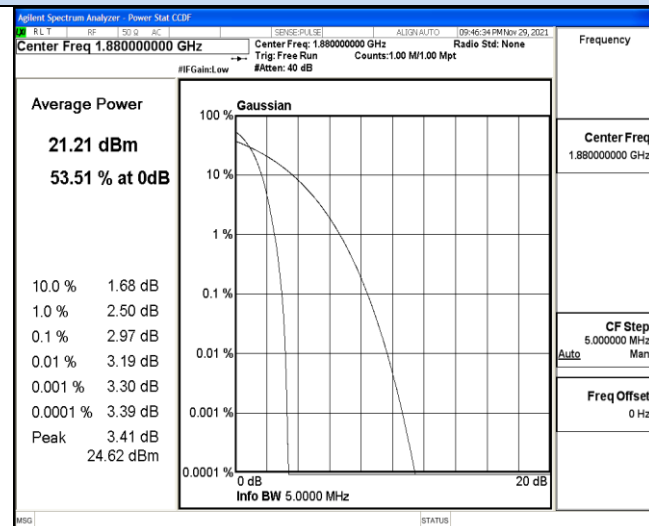 Agilent Spectrum Analyzer - Power Stat CCDF
RLT RF 50 Ω AC SENSE:PULSE ALIGN AUTO 09:46:34 PM Nov 29, 2021
Center Freq 1.880000000 GHz
Center Freq: 1.880000000 GHz Radio Std: None
Trig: Free Run Counts:1.00 M/1.00 Mpt
#IFGain:Low #Atten: 40 dB
Frequency
Average Power
21.21 dBm
53.51 % at 0dB
10.0 % 1.68 dB
1.0 % 2.50 dB
0.1 % 2.97 dB
0.01 % 3.19 dB
0.001 % 3.30 dB
0.0001 % 3.39 dB
Peak 3.41 dB
24.62 dBm
Gaussian
100 %
10 %
1 %
0.1 %
0.01 %
0.001 %
0.0001 %
0 dB 20 dB
Info BW 5.0000 MHz
Center Freq
1.880000000 GHz
CF Step
5.000000 MHz
Auto Man
Freq Offset
0 Hz
MSG STATUS